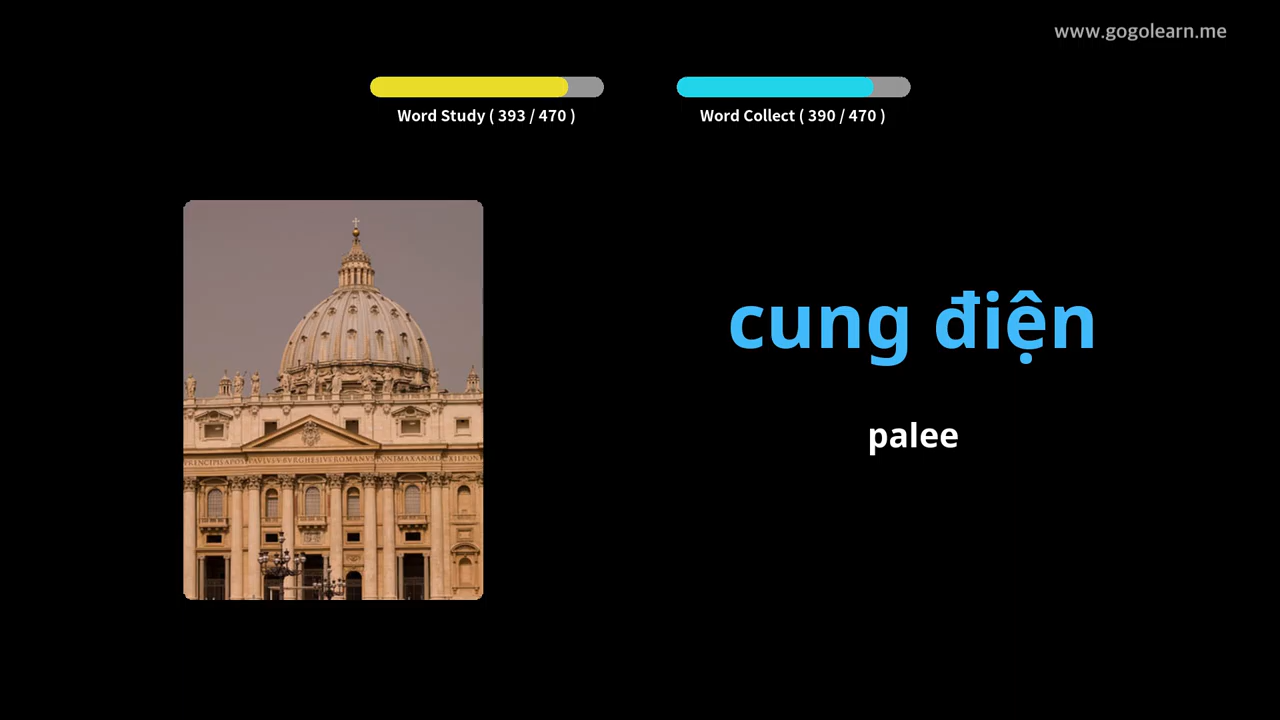 www.gogolearn.me
Word Study ( 393 / 470 )
Word Collect ( 390 / 470 )
cung điện
palee